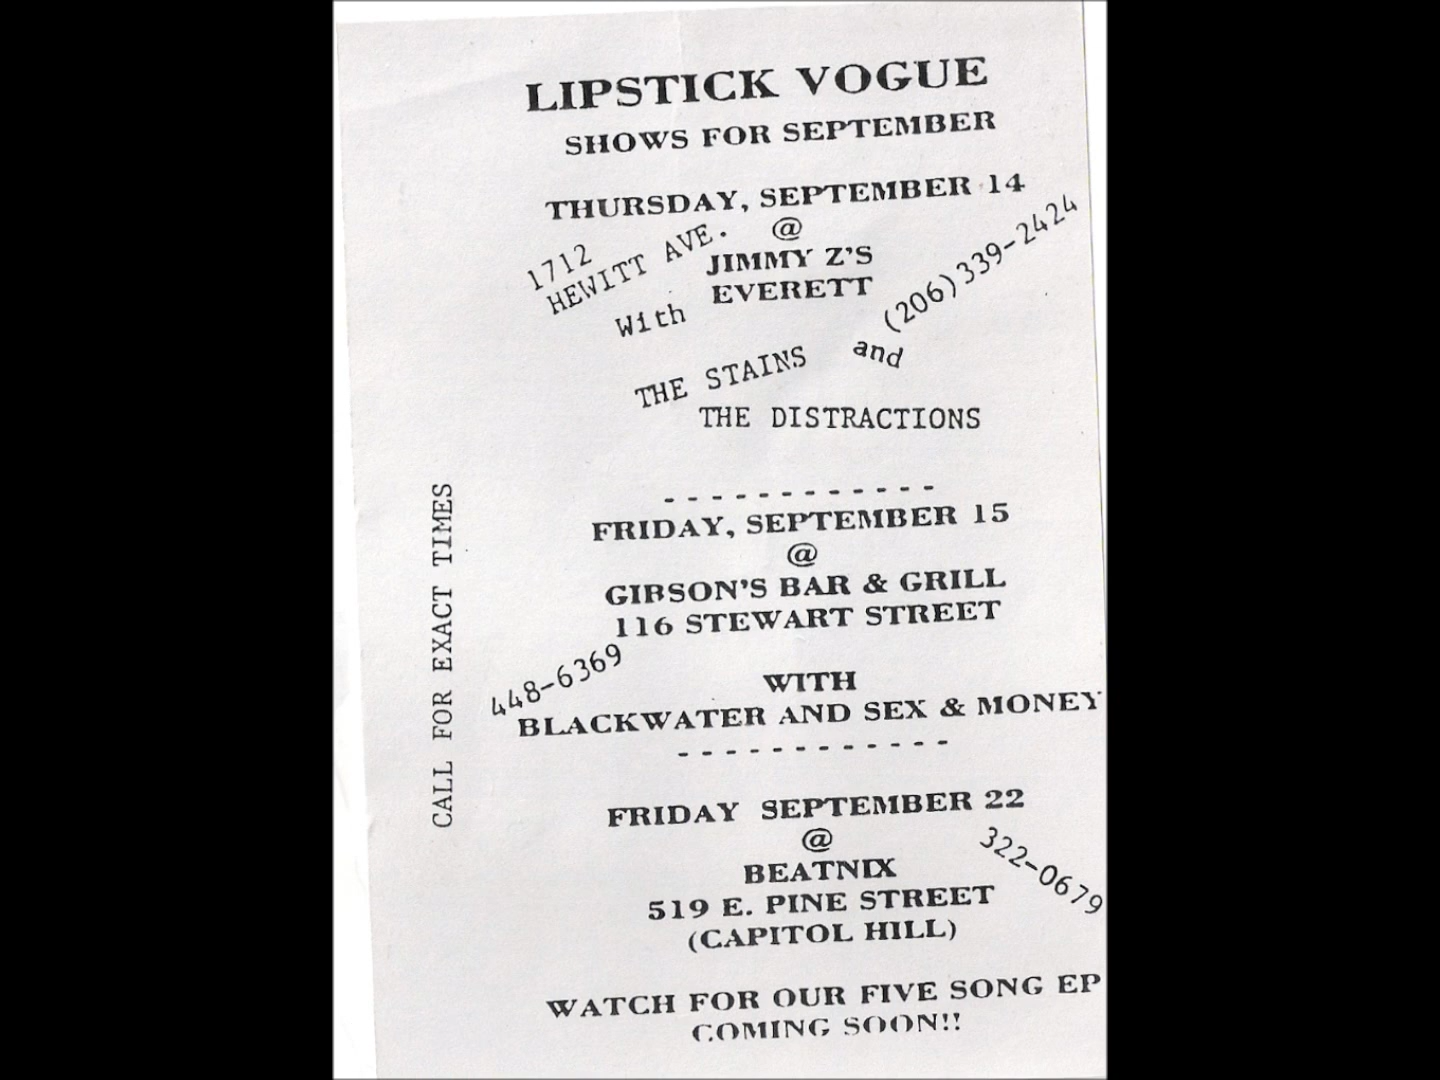 LIPSTICK VOGUE
SHOWS FOR SEPTEMBER
THURSDAY, SEPTEMBER 14
@
1712
HEWITT AVE.
JIMMY Z'S
EVERETT
(206)339-2424
With
THE STAINS and
THE DISTRACTIONS
- - - - - - - - - - - -
FRIDAY, SEPTEMBER 15
@
GIBSON'S BAR & GRILL
116 STEWART STREET
448-6369
WITH
BLACKWATER AND SEX & MONEY
- - - - - - - - - - - -
CALL FOR EXACT TIMES
FRIDAY SEPTEMBER 22
@
BEATNIX
519 E. PINE STREET
(CAPITOL HILL)
322-0679
WATCH FOR OUR FIVE SONG EP
COMING SOON!!